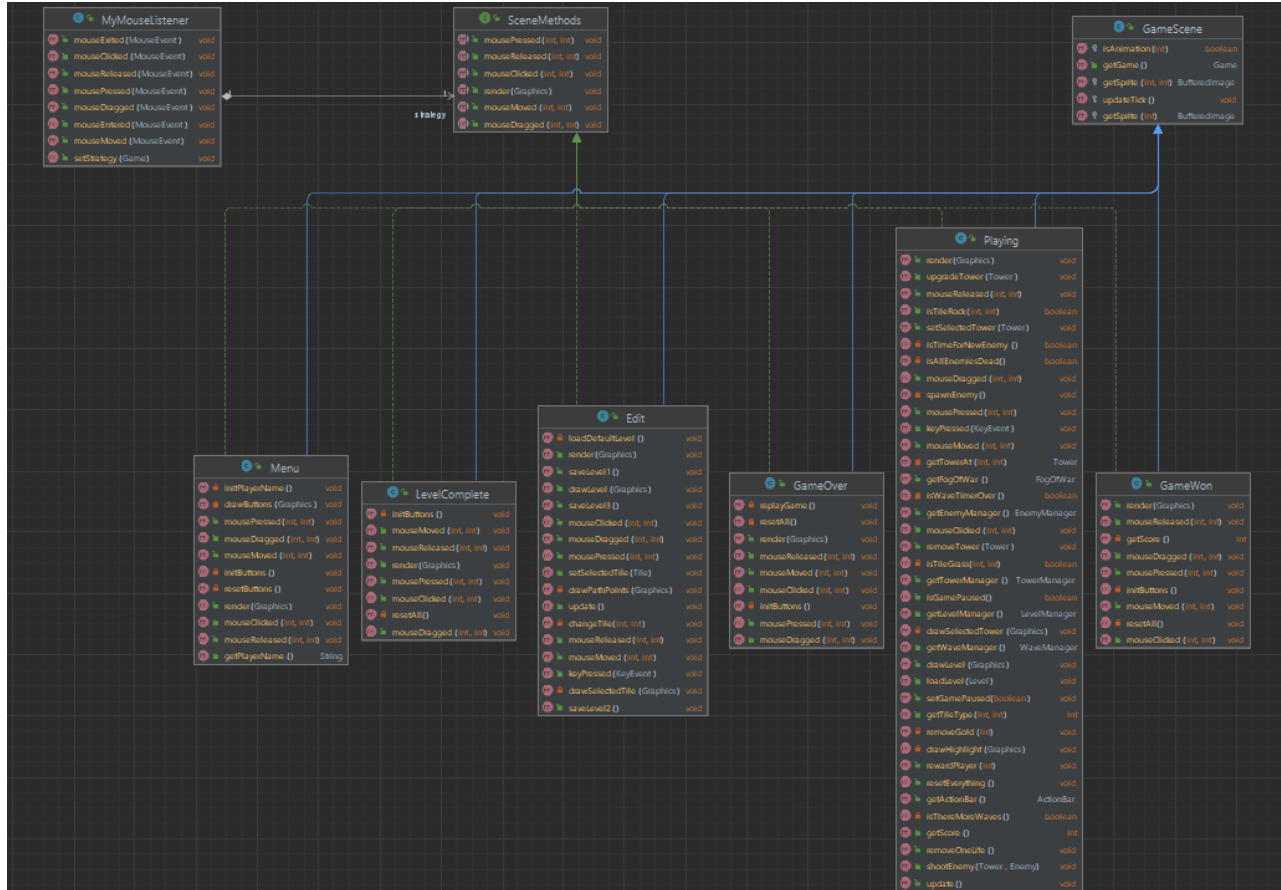 MyMouseListener
mouseExited(MouseEvent) void
mouseClicked(MouseEvent) void
mouseReleased(MouseEvent) void
mousePressed(MouseEvent) void
mouseDragged(MouseEvent) void
mouseEntered(MouseEvent) void
mouseMoved(MouseEvent) void
setStrategy(Game) void
1 1
strategy
SceneMethods
mousePressed(int, int) void
mouseReleased(int, int) void
mouseClicked(int, int) void
render(Graphics) void
mouseMoved(int, int) void
mouseDragged(int, int) void
GameScene
isAnimation(int) boolean
getGame() Game
getSprite(int, int) BufferedImage
updateTick() void
getSprite(int) BufferedImage
Menu
initPlayerName() void
drawButtons(Graphics) void
mousePressed(int, int) void
mouseDragged(int, int) void
mouseMoved(int, int) void
initButtons() void
resetButtons() void
render(Graphics) void
mouseClicked(int, int) void
mouseReleased(int, int) void
getPlayerName() String
LevelComplete
initButtons() void
mouseMoved(int, int) void
mouseReleased(int, int) void
render(Graphics) void
mousePressed(int, int) void
mouseClicked(int, int) void
resetAll() void
mouseDragged(int, int) void
Edit
loadDefaultLevel() void
render(Graphics) void
saveLevel1() void
drawLevel(Graphics) void
saveLevel3() void
mouseClicked(int, int) void
mouseDragged(int, int) void
mousePressed(int, int) void
setSelectedTile(Tile) void
drawPathPoints(Graphics) void
update() void
changeTile(int, int) void
mouseReleased(int, int) void
mouseMoved(int, int) void
keyPressed(KeyEvent) void
drawSelectedTile(Graphics) void
saveLevel2() void
GameOver
replayGame() void
resetAll() void
render(Graphics) void
mouseReleased(int, int) void
mouseMoved(int, int) void
mouseClicked(int, int) void
initButtons() void
mousePressed(int, int) void
mouseDragged(int, int) void
Playing
render(Graphics) void
upgradeTower(Tower) void
mouseReleased(int, int) void
isTileRock(int, int) boolean
setSelectedTower(Tower) void
isTimeForNewEnemy() boolean
isAllEnemiesDead() boolean
mouseDragged(int, int) void
spawnEnemy() void
mousePressed(int, int) void
keyPressed(KeyEvent) void
mouseMoved(int, int) void
getTowerAt(int, int) Tower
getFogOfWar() FogOfWar
isWaveTimerOver() boolean
getEnemyManager() EnemyManager
mouseClicked(int, int) void
removeTower(Tower) void
isTileGrass(int, int) boolean
getTowerManager() TowerManager
isGamePaused() boolean
getLevelManager() LevelManager
drawSelectedTower(Graphics) void
getWaveManager() WaveManager
drawLevel(Graphics) void
loadLevel(Level) void
setGamePaused(boolean) void
getTileType(int, int) int
removeGold(int) void
drawHighlight(Graphics) void
rewardPlayer(int) void
resetEverything() void
getActionBar() ActionBar
isThereMoreWaves() boolean
getScore() int
removeOneLife() void
shootEnemy(Tower, Enemy) void
update() void
GameWon
render(Graphics) void
mouseReleased(int, int) void
getScore() int
mouseDragged(int, int) void
mousePressed(int, int) void
initButtons() void
mouseMoved(int, int) void
resetAll() void
mouseClicked(int, int) void